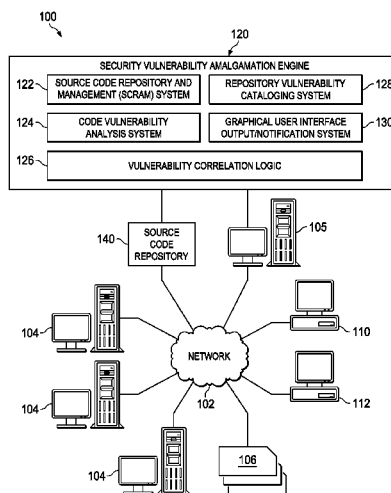 100
120
SECURITY VULNERABILITY AMALGAMATION ENGINE
122
SOURCE CODE REPOSITORY AND
MANAGEMENT (SCRAM) SYSTEM
REPOSITORY VULNERABILITY
CATALOGING SYSTEM
128
124
CODE VULNERABILITY
ANALYSIS SYSTEM
GRAPHICAL USER INTERFACE
OUTPUT/NOTIFICATION SYSTEM
130
126
VULNERABILITY CORRELATION LOGIC
140
SOURCE
CODE
REPOSITORY
105
104
NETWORK
110
102
104
112
104
106